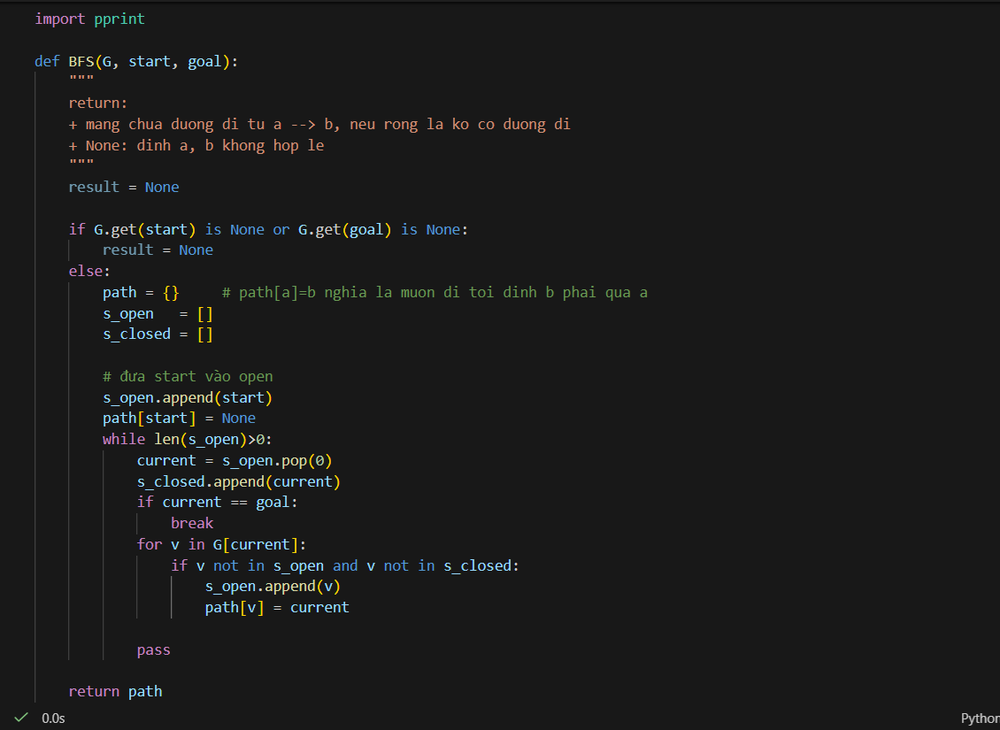 import pprint
def BFS(G, start, goal):
"""
return:
+ mang chua duong di tu a --> b, neu rong la ko co duong di
+ None: dinh a, b khong hop le
"""
result = None
if G.get(start) is None or G.get(goal) is None:
result = None
else:
path = {}     # path[a]=b nghia la muon di toi dinh b phai qua a
s_open   = []
s_closed = []
# đưa start vào open
s_open.append(start)
path[start] = None
while len(s_open)>0:
current = s_open.pop(0)
s_closed.append(current)
if current == goal:
break
for v in G[current]:
if v not in s_open and v not in s_closed:
s_open.append(v)
path[v] = current
pass
return path
0.0s
Python